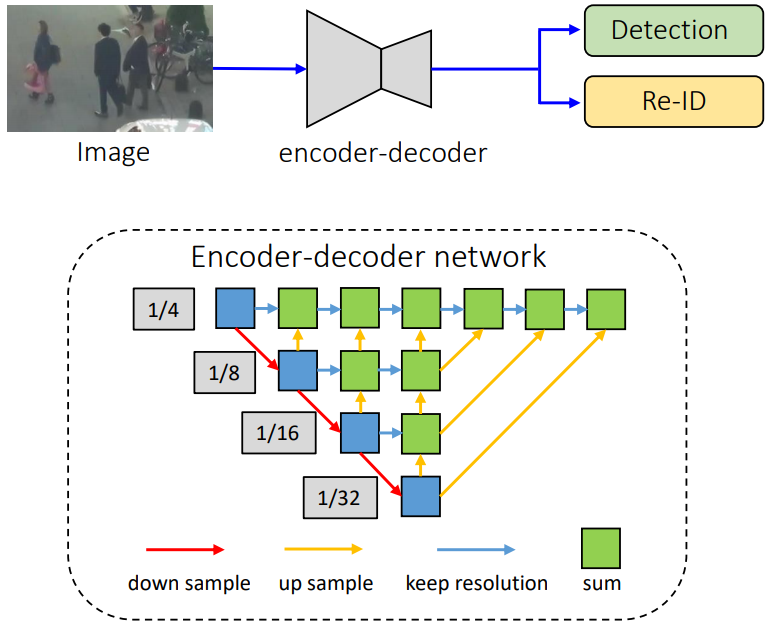 Detection
Re-ID
Image
encoder-decoder
Encoder-decoder network
1/4
1/8
1/16
1/32
down sample
up sample
keep resolution
sum